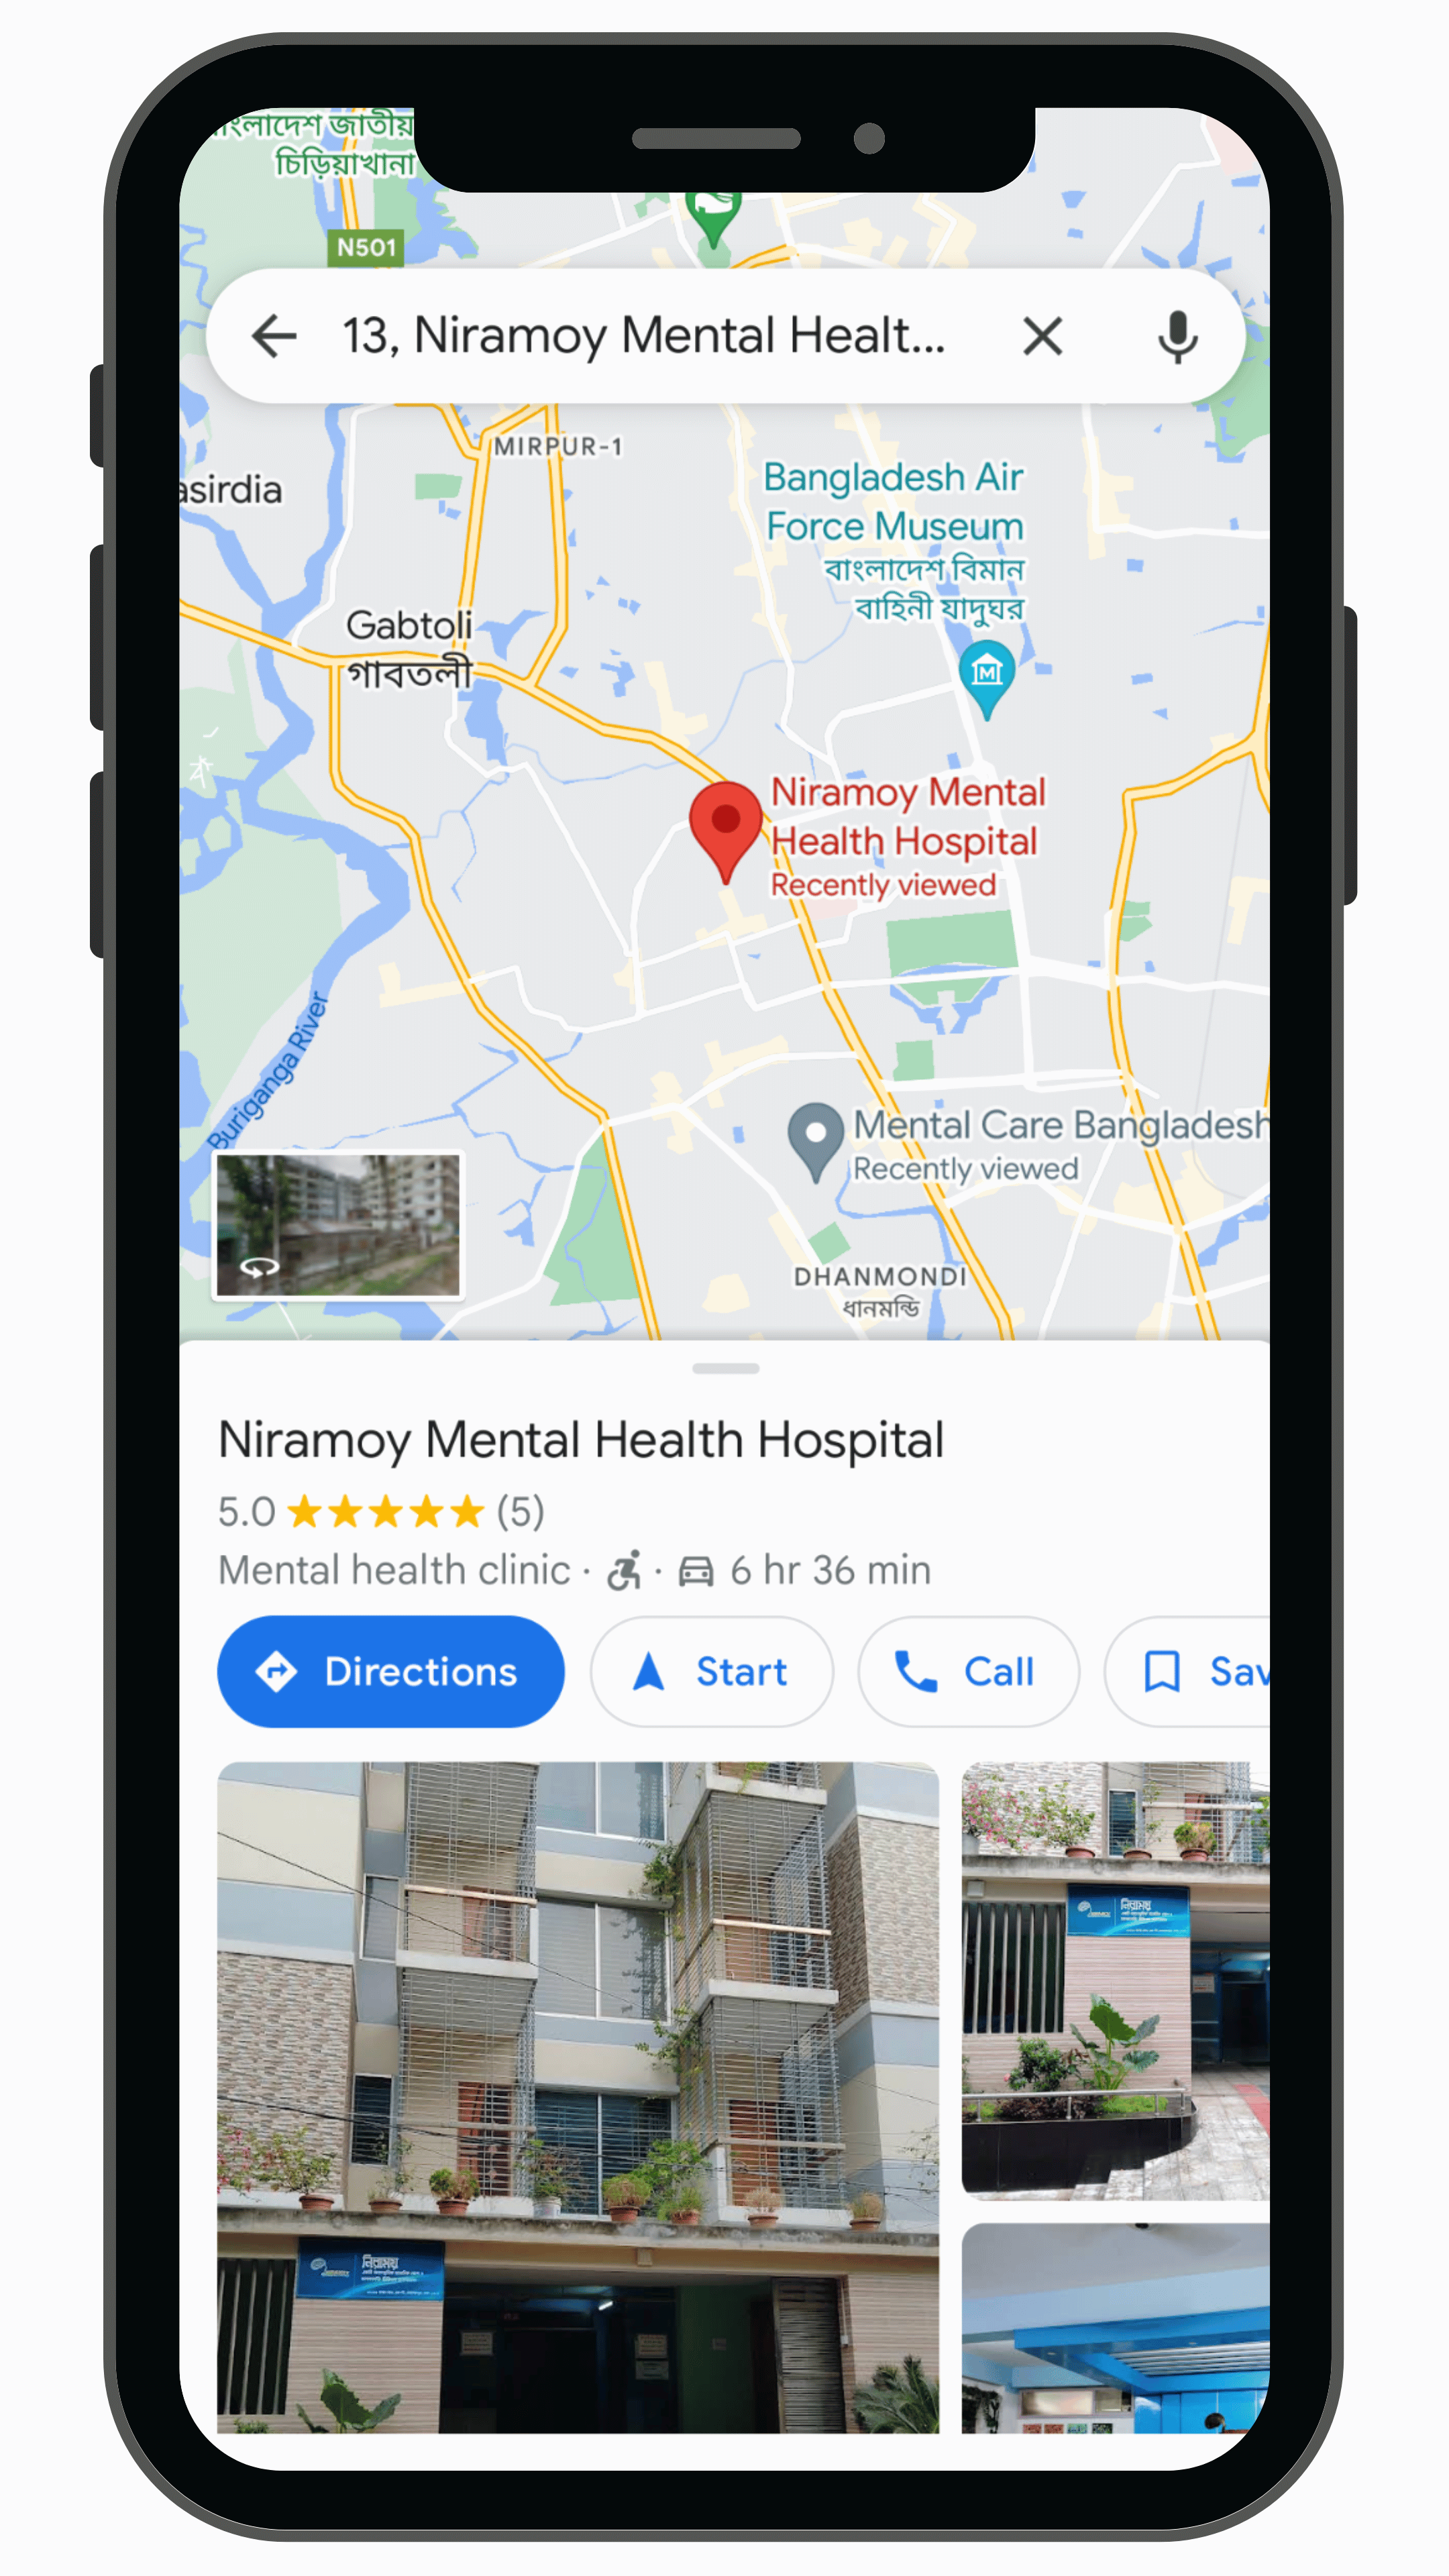 বাংলাদেশ জাতীয়
চিড়িয়াখানা
N501
13, Niramoy Mental Healt...
MIRPUR-1
asirdia
Bangladesh Air
Force Museum
বাংলাদেশ বিমান
বাহিনী যাদুঘর
Gabtoli
গাবতলী
M
Niramoy Mental
Health Hospital
Recently viewed
Buriganga River
Mental Care Bangladesh
Recently viewed
DHANMONDI
ধানমন্ডি
Niramoy Mental Health Hospital
5.0 ★★★★★ (5)
Mental health clinic · 6 hr 36 min
Directions
Start
Call
Sav
নিরাময়
নিরাময়